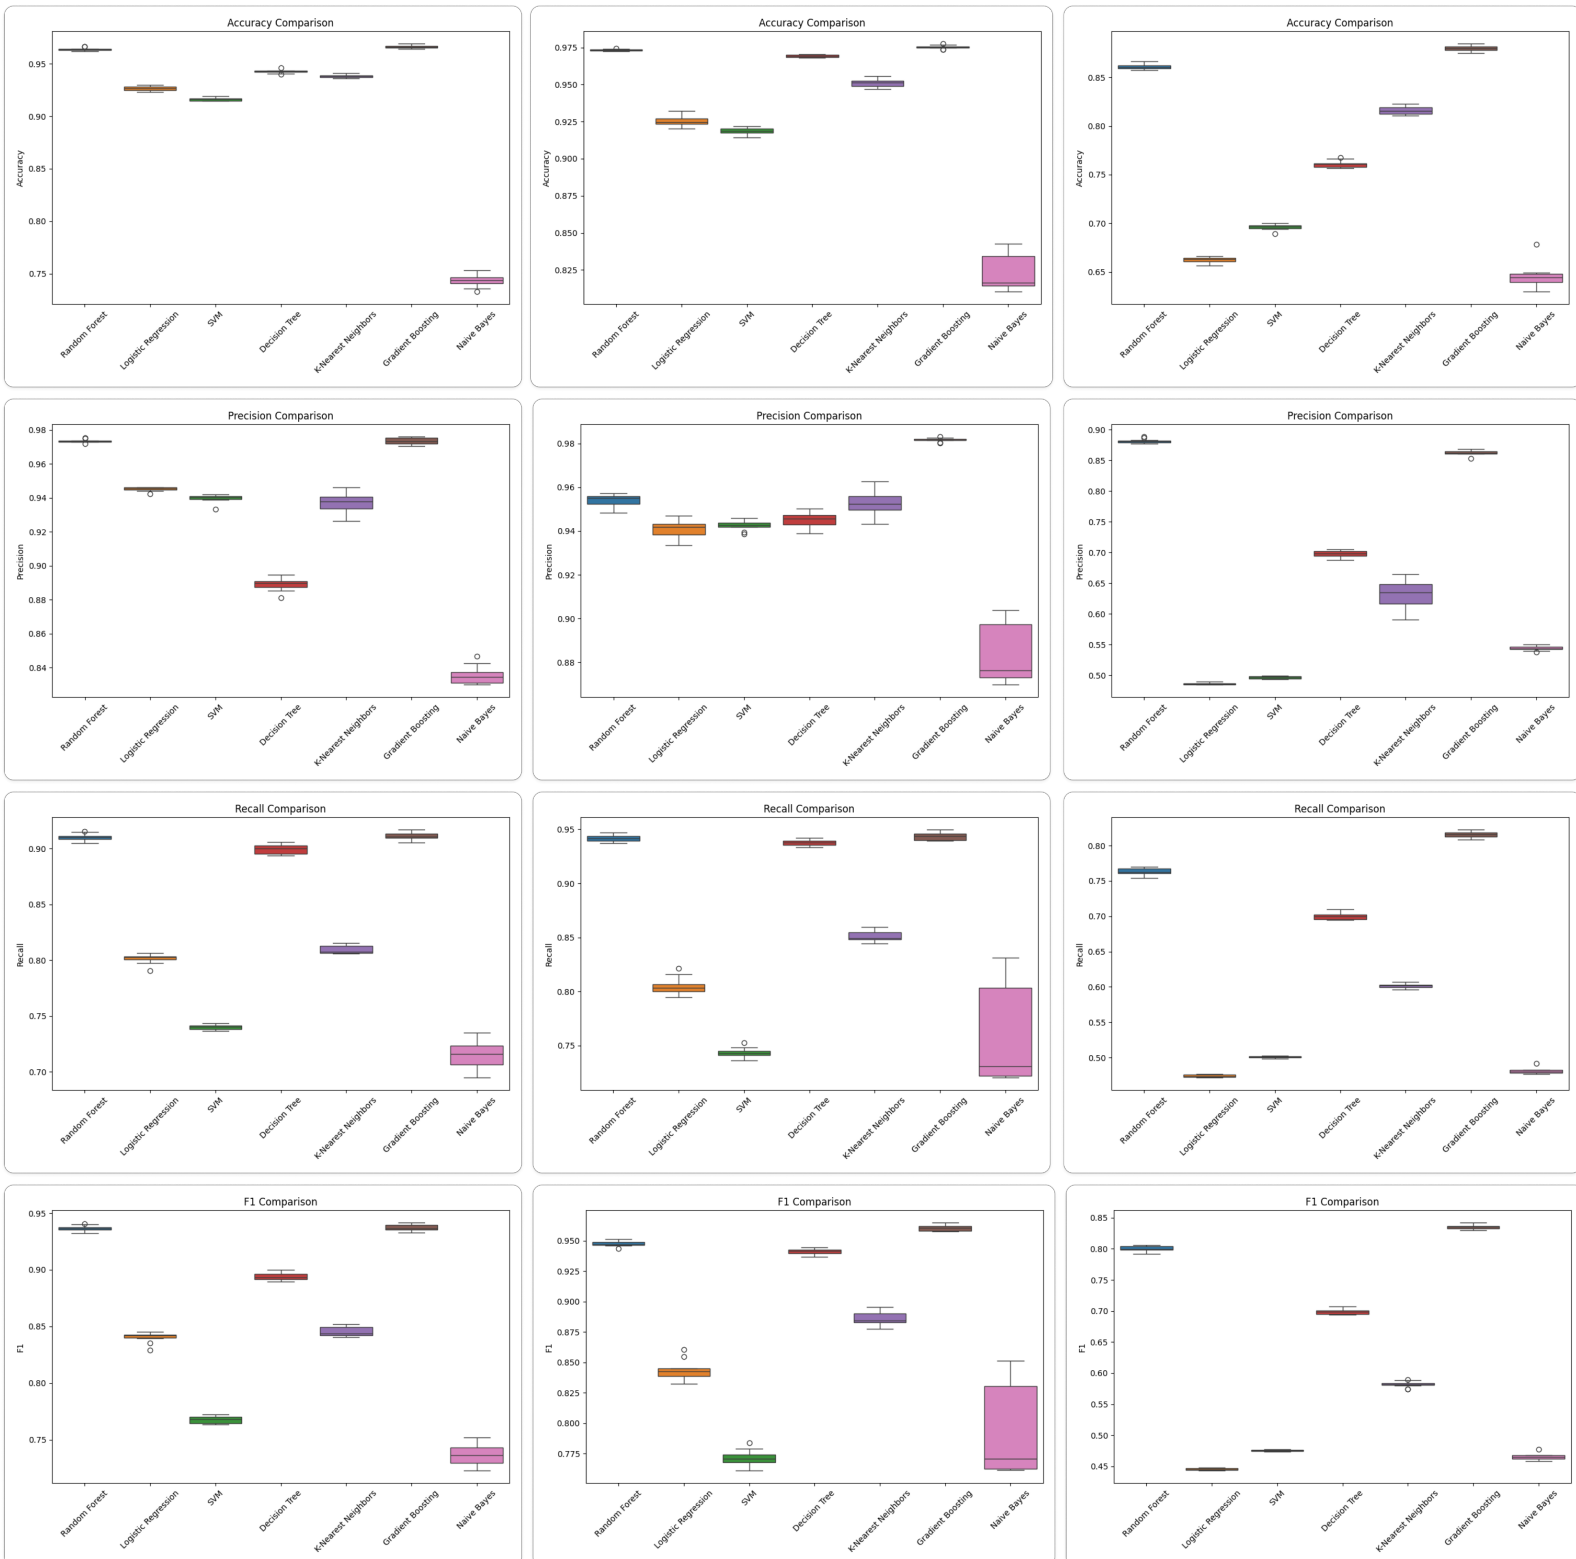 Accuracy Comparison
Accuracy
0.95
0.90
0.85
0.80
0.75
Random Forest
Logistic Regression
SVM
Decision Tree
K-Nearest Neighbors
Gradient Boosting
Naive Bayes
Accuracy Comparison
Accuracy
0.975
0.950
0.925
0.900
0.875
0.850
0.825
Random Forest
Logistic Regression
SVM
Decision Tree
K-Nearest Neighbors
Gradient Boosting
Naive Bayes
Accuracy Comparison
Accuracy
0.85
0.80
0.75
0.70
0.65
Random Forest
Logistic Regression
SVM
Decision Tree
K-Nearest Neighbors
Gradient Boosting
Naive Bayes
Precision Comparison
Precision
0.98
0.96
0.94
0.92
0.90
0.88
0.86
0.84
Random Forest
Logistic Regression
SVM
Decision Tree
K-Nearest Neighbors
Gradient Boosting
Naive Bayes
Precision Comparison
Precision
0.98
0.96
0.94
0.92
0.90
0.88
Random Forest
Logistic Regression
SVM
Decision Tree
K-Nearest Neighbors
Gradient Boosting
Naive Bayes
Precision Comparison
Precision
0.90
0.85
0.80
0.75
0.70
0.65
0.60
0.55
0.50
Random Forest
Logistic Regression
SVM
Decision Tree
K-Nearest Neighbors
Gradient Boosting
Naive Bayes
Recall Comparison
Recall
0.90
0.85
0.80
0.75
0.70
Random Forest
Logistic Regression
SVM
Decision Tree
K-Nearest Neighbors
Gradient Boosting
Naive Bayes
Recall Comparison
Recall
0.95
0.90
0.85
0.80
0.75
Random Forest
Logistic Regression
SVM
Decision Tree
K-Nearest Neighbors
Gradient Boosting
Naive Bayes
Recall Comparison
Recall
0.80
0.75
0.70
0.65
0.60
0.55
0.50
Random Forest
Logistic Regression
SVM
Decision Tree
K-Nearest Neighbors
Gradient Boosting
Naive Bayes
F1 Comparison
F1
0.95
0.90
0.85
0.80
0.75
Random Forest
Logistic Regression
SVM
Decision Tree
K-Nearest Neighbors
Gradient Boosting
Naive Bayes
F1 Comparison
F1
0.950
0.925
0.900
0.875
0.850
0.825
0.800
0.775
Random Forest
Logistic Regression
SVM
Decision Tree
K-Nearest Neighbors
Gradient Boosting
Naive Bayes
F1 Comparison
F1
0.85
0.80
0.75
0.70
0.65
0.60
0.55
0.50
0.45
Random Forest
Logistic Regression
SVM
Decision Tree
K-Nearest Neighbors
Gradient Boosting
Naive Bayes